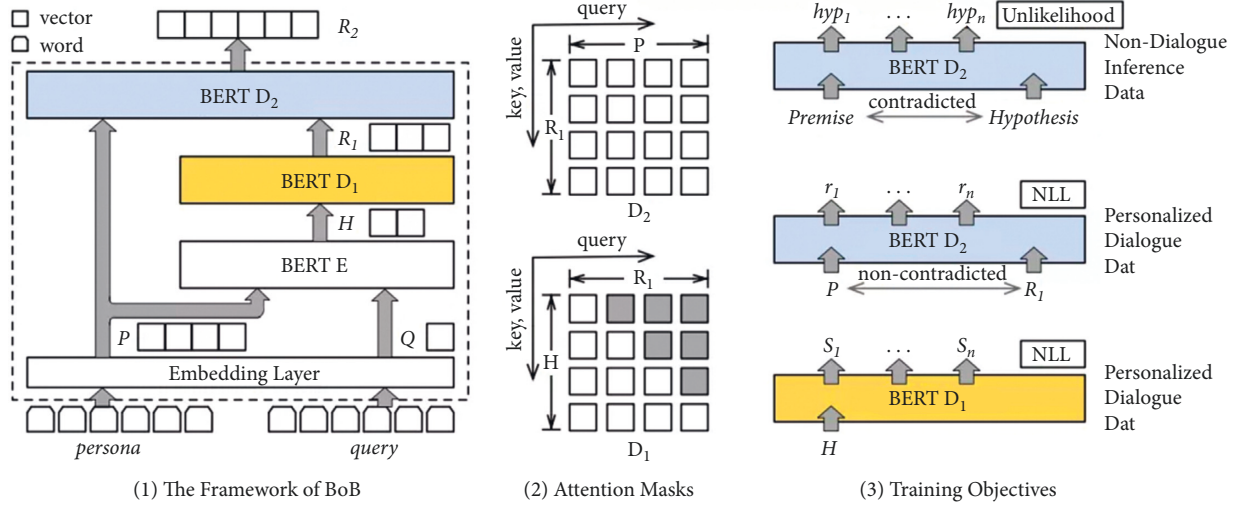 vector
word
R2
BERT D2
R1
BERT D1
H
BERT E
P
Q
Embedding Layer
persona
query
(1) The Framework of BoB
query
key, value
P
R1
D2
query
key, value
R1
H
D1
(2) Attention Masks
hyp1 ... hypn
Unlikelihood
BERT D2
Premise
contradicted
Hypothesis
Non-Dialogue
Inference
Data
r1 ... rn
NLL
BERT D2
P
non-contradicted
R1
Personalized
Dialogue
Dat
S1 ... Sn
NLL
BERT D1
H
Personalized
Dialogue
Dat
(3) Training Objectives